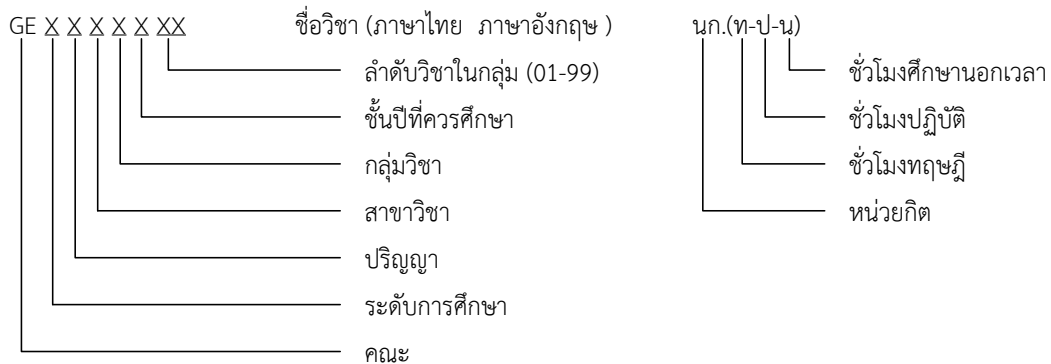 GE X X X X X XX ชื่อวิชา (ภาษาไทย ภาษาอังกฤษ ) นก.(ท-ป-น)
ลำดับวิชาในกลุ่ม (01-99) ชั่วโมงศึกษานอกเวลา
ชั้นปีที่ควรศึกษา ชั่วโมงปฏิบัติ
กลุ่มวิชา ชั่วโมงทฤษฎี
สาขาวิชา หน่วยกิต
ปริญญา
ระดับการศึกษา
คณะ